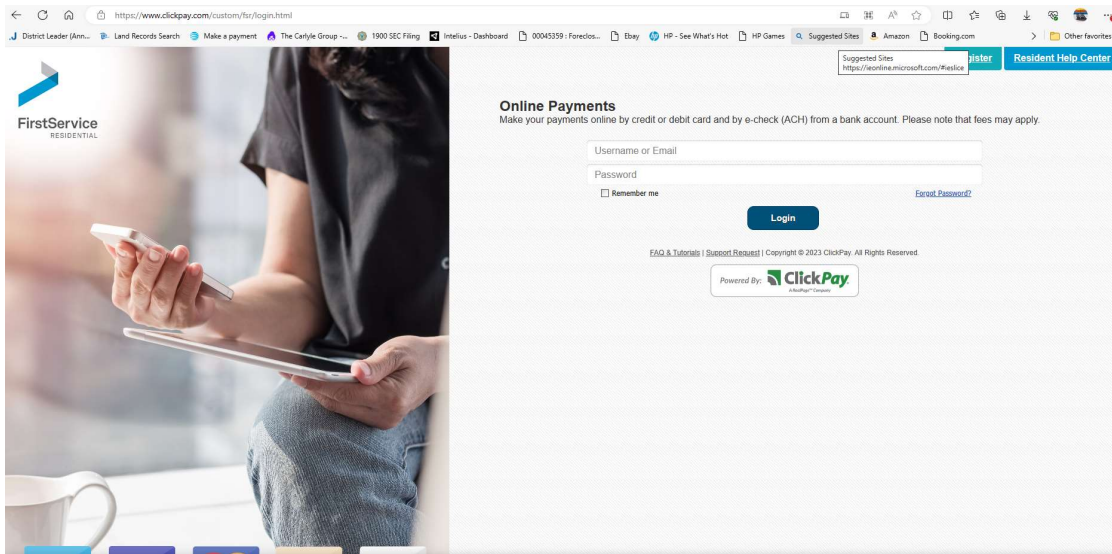 https://www.clickpay.com/custom/fsr/login.html
District Leader (Ann... Land Records Search Make a payment The Carlyle Group -... 1900 SEC Filing Intelius - Dashboard 00045359 : Foreclos... Ebay HP - See What's Hot HP Games Suggested Sites Amazon Booking.com Other favorites
Suggested Sites
https://ieonline.microsoft.com/#ieslice
Resident Help Center
FirstService
RESIDENTIAL
Online Payments
Make your payments online by credit or debit card and by e-check (ACH) from a bank account. Please note that fees may apply.
Username or Email
Password
Remember me Forgot Password?
Login
FAQ & Tutorials | Support Request | Copyright © 2023 ClickPay. All Rights Reserved.
Powered By: ClickPay.
A RealPage™ Company